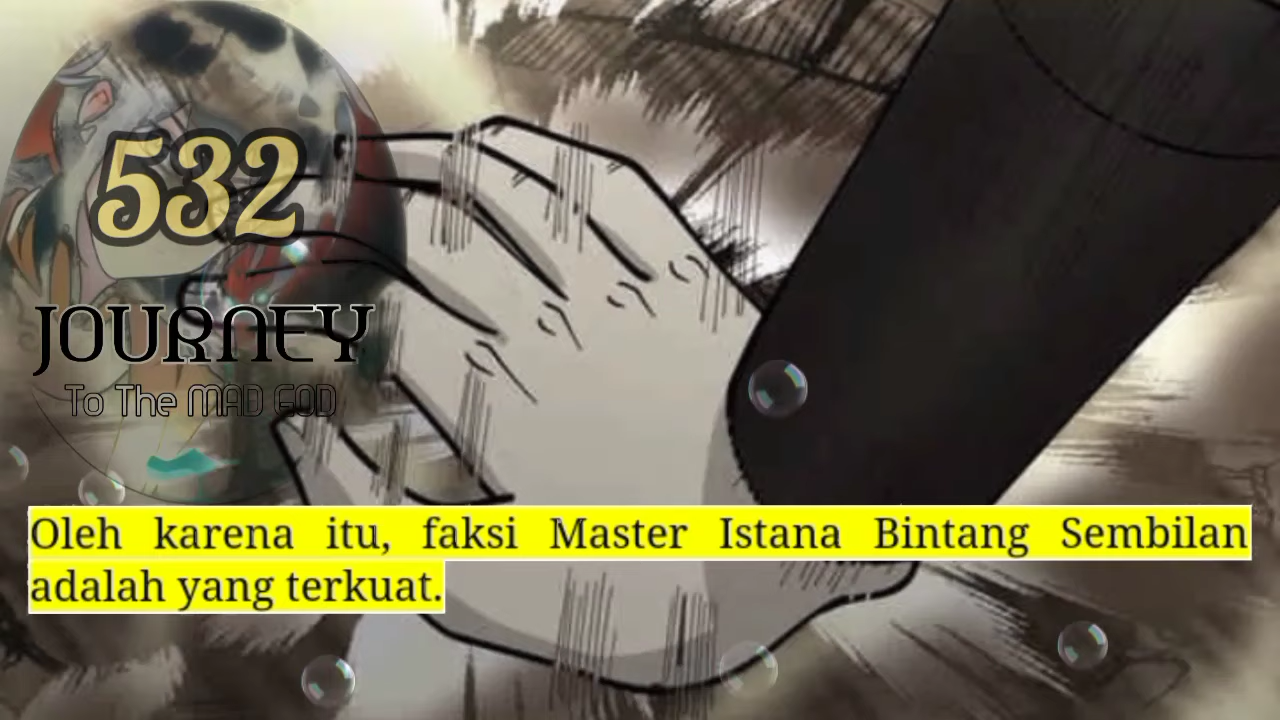 532
JOURNEY
To The MAD GOD
Oleh karena itu, faksi Master Istana Bintang Sembilan
adalah yang terkuat.